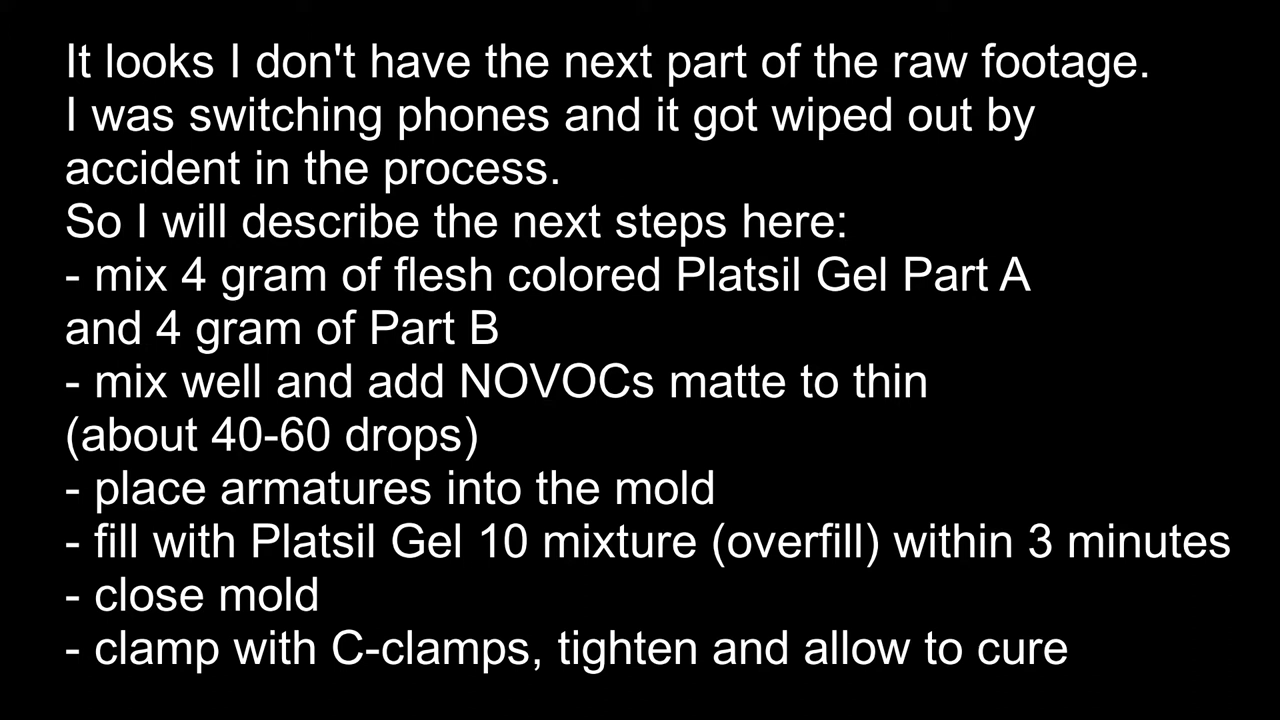 It looks I don't have the next part of the raw footage.
I was switching phones and it got wiped out by
accident in the process.
So I will describe the next steps here:
- mix 4 gram of flesh colored Platsil Gel Part A
and 4 gram of Part B
- mix well and add NOVOCs matte to thin
(about 40-60 drops)
- place armatures into the mold
- fill with Platsil Gel 10 mixture (overfill) within 3 minutes
- close mold
- clamp with C-clamps, tighten and allow to cure